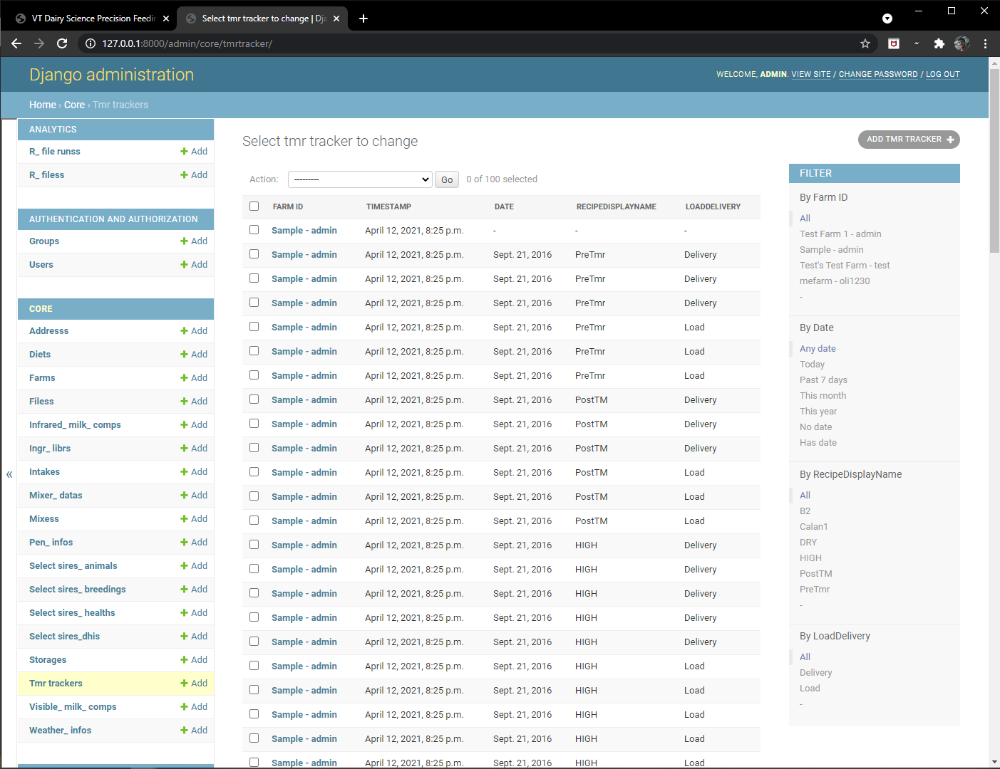 VT Dairy Science Precision Feedin
Select tmr tracker to change | Dja
127.0.0.1:8000/admin/core/tmrtracker/
Django administration
WELCOME, ADMIN. VIEW SITE / CHANGE PASSWORD / LOG OUT
Home › Core › Tmr trackers
ANALYTICS
R_ file runss Add
R_ filess Add
AUTHENTICATION AND AUTHORIZATION
Groups Add
Users Add
CORE
Addresss Add
Diets Add
Farms Add
Filess Add
Infrared_ milk_ comps Add
Ingr_ librs Add
Intakes Add
Mixer_ datas Add
Mixess Add
Pen_ infos Add
Select sires_ animals Add
Select sires_ breedings Add
Select sires_ healths Add
Select sires_dhis Add
Storages Add
Tmr trackers Add
Visible_ milk_ comps Add
Weather_ infos Add
«
Select tmr tracker to change
ADD TMR TRACKER +
Action: --------- Go 0 of 100 selected
FARM ID TIMESTAMP DATE RECIPEDISPLAYNAME LOADDELIVERY
Sample - admin April 12, 2021, 8:25 p.m. - - -
Sample - admin April 12, 2021, 8:25 p.m. Sept. 21, 2016 PreTmr Delivery
Sample - admin April 12, 2021, 8:25 p.m. Sept. 21, 2016 PreTmr Delivery
Sample - admin April 12, 2021, 8:25 p.m. Sept. 21, 2016 PreTmr Delivery
Sample - admin April 12, 2021, 8:25 p.m. Sept. 21, 2016 PreTmr Load
Sample - admin April 12, 2021, 8:25 p.m. Sept. 21, 2016 PreTmr Load
Sample - admin April 12, 2021, 8:25 p.m. Sept. 21, 2016 PreTmr Load
Sample - admin April 12, 2021, 8:25 p.m. Sept. 21, 2016 PostTM Delivery
Sample - admin April 12, 2021, 8:25 p.m. Sept. 21, 2016 PostTM Delivery
Sample - admin April 12, 2021, 8:25 p.m. Sept. 21, 2016 PostTM Delivery
Sample - admin April 12, 2021, 8:25 p.m. Sept. 21, 2016 PostTM Load
Sample - admin April 12, 2021, 8:25 p.m. Sept. 21, 2016 PostTM Load
Sample - admin April 12, 2021, 8:25 p.m. Sept. 21, 2016 PostTM Load
Sample - admin April 12, 2021, 8:25 p.m. Sept. 21, 2016 HIGH Delivery
Sample - admin April 12, 2021, 8:25 p.m. Sept. 21, 2016 HIGH Delivery
Sample - admin April 12, 2021, 8:25 p.m. Sept. 21, 2016 HIGH Delivery
Sample - admin April 12, 2021, 8:25 p.m. Sept. 21, 2016 HIGH Delivery
Sample - admin April 12, 2021, 8:25 p.m. Sept. 21, 2016 HIGH Delivery
Sample - admin April 12, 2021, 8:25 p.m. Sept. 21, 2016 HIGH Load
Sample - admin April 12, 2021, 8:25 p.m. Sept. 21, 2016 HIGH Load
Sample - admin April 12, 2021, 8:25 p.m. Sept. 21, 2016 HIGH Load
Sample - admin April 12, 2021, 8:25 p.m. Sept. 21, 2016 HIGH Load
Sample - admin April 12, 2021, 8:25 p.m. Sept. 21, 2016 HIGH Load
FILTER
By Farm ID
All
Test Farm 1 - admin
Sample - admin
Test's Test Farm - test
mefarm - oli1230
-
By Date
Any date
Today
Past 7 days
This month
This year
No date
Has date
By RecipeDisplayName
All
B2
Calan1
DRY
HIGH
PostTM
PreTmr
-
By LoadDelivery
All
Delivery
Load
-